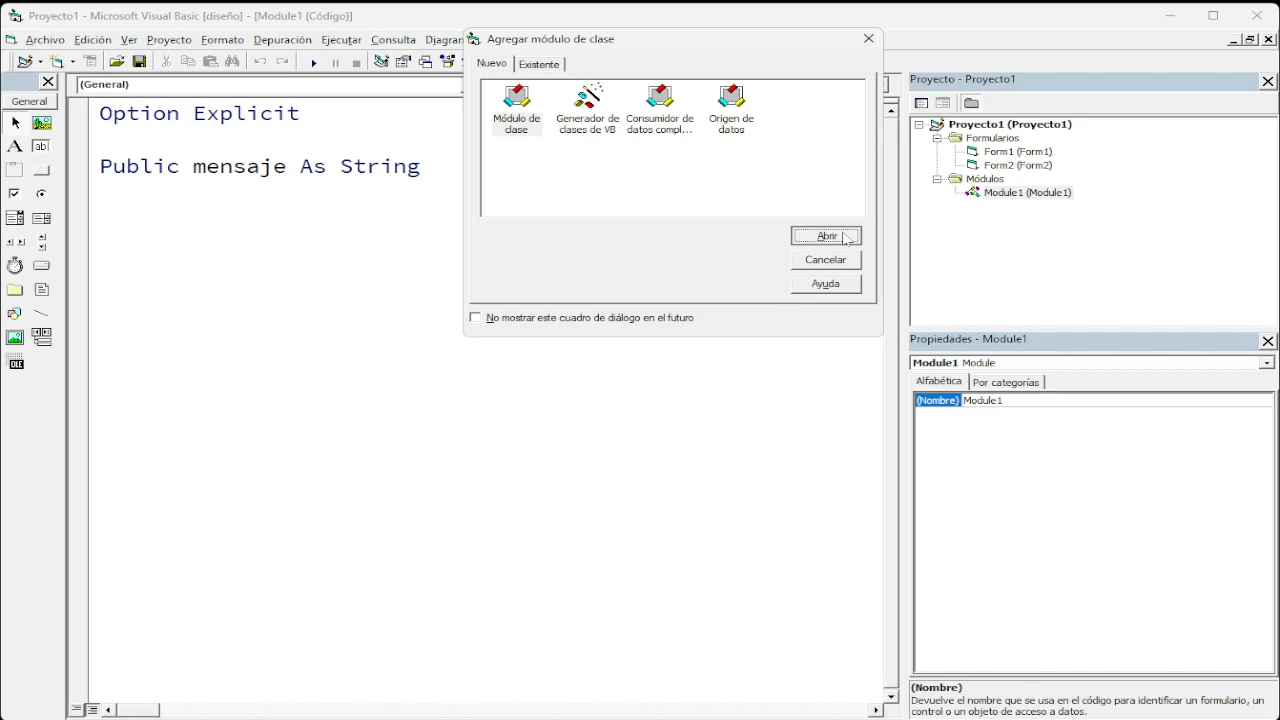 Proyecto1 - Microsoft Visual Basic [diseño] - [Module1 (Código)]
Archivo Edición Ver Proyecto Formato Depuración Ejecutar Consulta Diagrar
General
(General)
Option Explicit
Public mensaje As String
Agregar módulo de clase
Nuevo Existente
Módulo de clase
Generador de clases de VB
Consumidor de datos compl...
Origen de datos
Abrir
Cancelar
Ayuda
No mostrar este cuadro de diálogo en el futuro
Proyecto - Proyecto1
Proyecto1 (Proyecto1)
Formularios
Form1 (Form1)
Form2 (Form2)
Módulos
Module1 (Module1)
Propiedades - Module1
Module1 Module
Alfabética Por categorías
(Nombre) Module1
(Nombre)
Devuelve el nombre que se usa en el código para identificar un formulario, un
control o un objeto de acceso a datos.
A
ab|
OLE